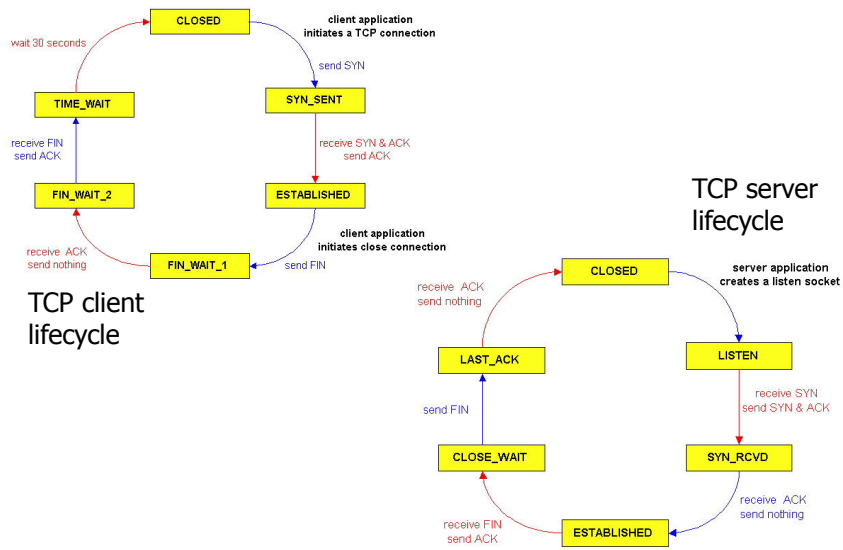 CLOSED
client application
initiates a TCP connection
wait 30 seconds
send SYN
TIME_WAIT
SYN_SENT
receive FIN
send ACK
receive SYN & ACK
send ACK
FIN_WAIT_2
ESTABLISHED
client application
initiates close connection
receive ACK
send nothing
FIN_WAIT_1
send FIN
TCP client
lifecycle
TCP server
lifecycle
CLOSED
server application
creates a listen socket
receive ACK
send nothing
LAST_ACK
LISTEN
receive SYN
send SYN & ACK
send FIN
CLOSE_WAIT
SYN_RCVD
receive ACK
send nothing
receive FIN
send ACK
ESTABLISHED